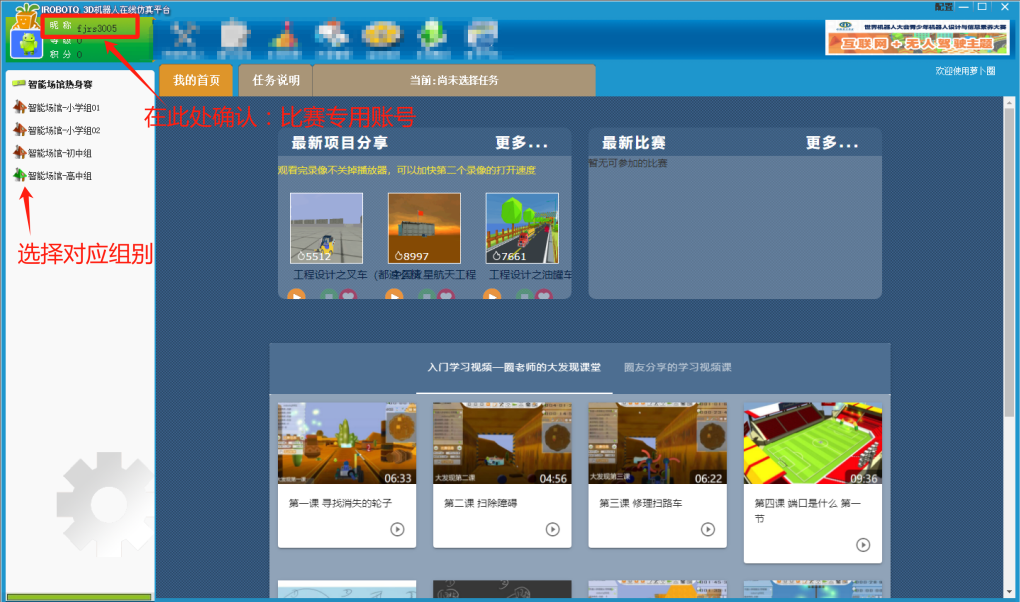 IROBOTQ 3D机器人在线仿真平台
配置
昵 称 fjrs3005
等 级 0
积 分 0
世界机器人大会青少年机器人设计与信息素养大赛
互联网+无人驾驶主题
欢迎使用萝卜圈
我的首页
任务说明
当前:尚未选择任务
智能场馆热身赛
智能场馆-小学组01
智能场馆-小学组02
智能场馆-初中组
智能场馆-高中组
在此处确认：比赛专用账号
选择对应组别
最新项目分享
更多...
观看完录像不关掉播放器，可以加快第二个录像的打开速度
5512
8997
7661
工程设计之叉车
工程设计之油罐车
最新比赛
更多...
暂无可参加的比赛
入门学习视频—圈老师的大发现课堂
圈友分享的学习视频课
06:33
第一课 寻找消失的轮子
大发现第二课
04:56
第二课 扫除障碍
大发现第三课
06:22
第三课 修理扫路车
09:36
第四课 端口是什么 第一
节